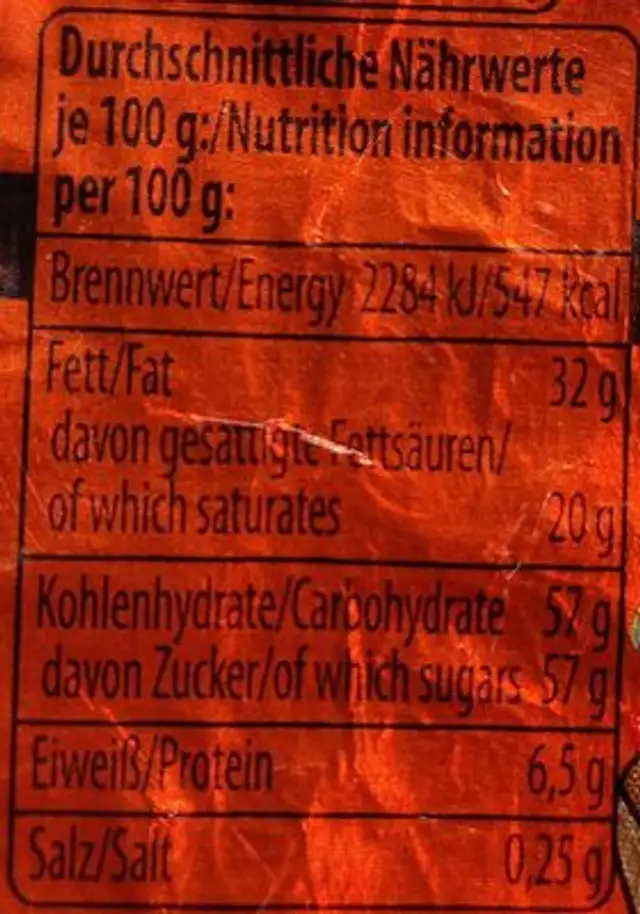 Durchschnittliche Nährwerte
je 100 g:/Nutrition information
per 100 g:
Brennwert/Energy 2284 kJ/547 kcal
Fett/Fat 32 g
davon gesättigte Fettsäuren/
of which saturates 20 g
Kohlenhydrate/Carbohydrate 57 g
davon Zucker/of which sugars 57 g
Eiweiß/Protein 6,5 g
Salz/Salt 0,25 g